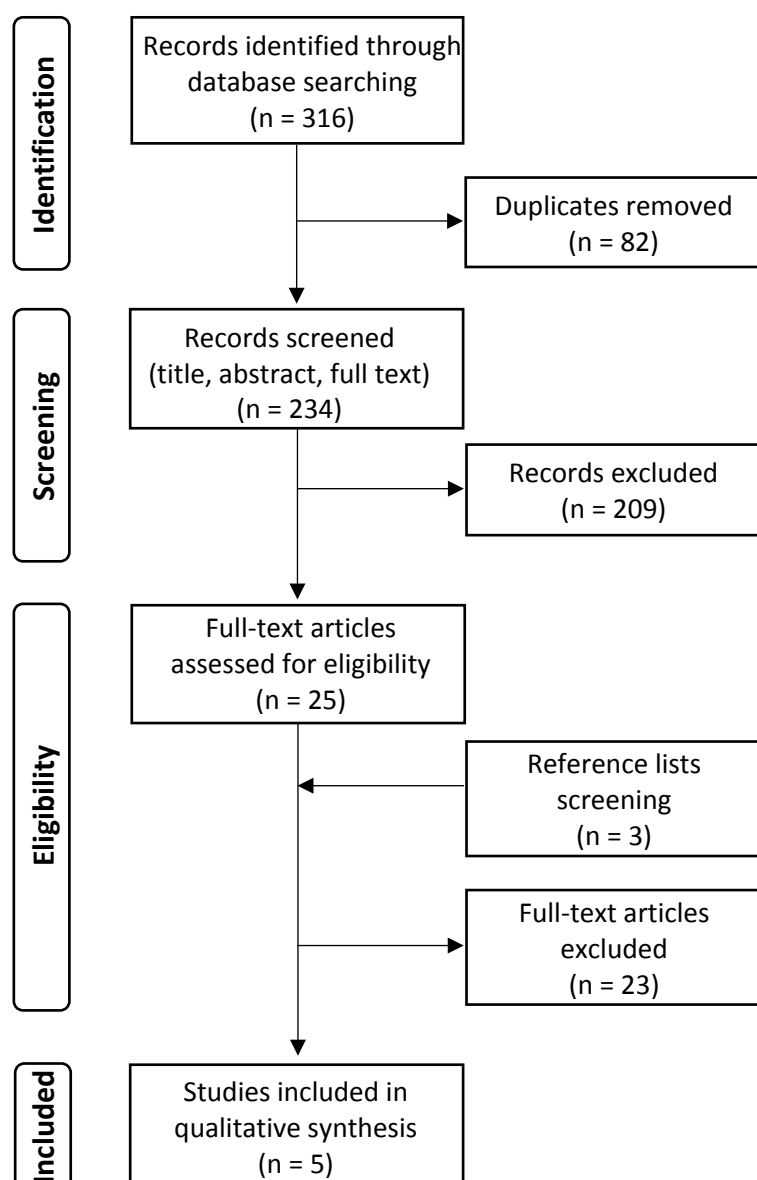 Identification
Records identified through
database searching
(n = 316)
Duplicates removed
(n = 82)
Screening
Records screened
(title, abstract, full text)
(n = 234)
Records excluded
(n = 209)
Eligibility
Full-text articles
assessed for eligibility
(n = 25)
Reference lists
screening
(n = 3)
Full-text articles
excluded
(n = 23)
Included
Studies included in
qualitative synthesis
(n = 5)